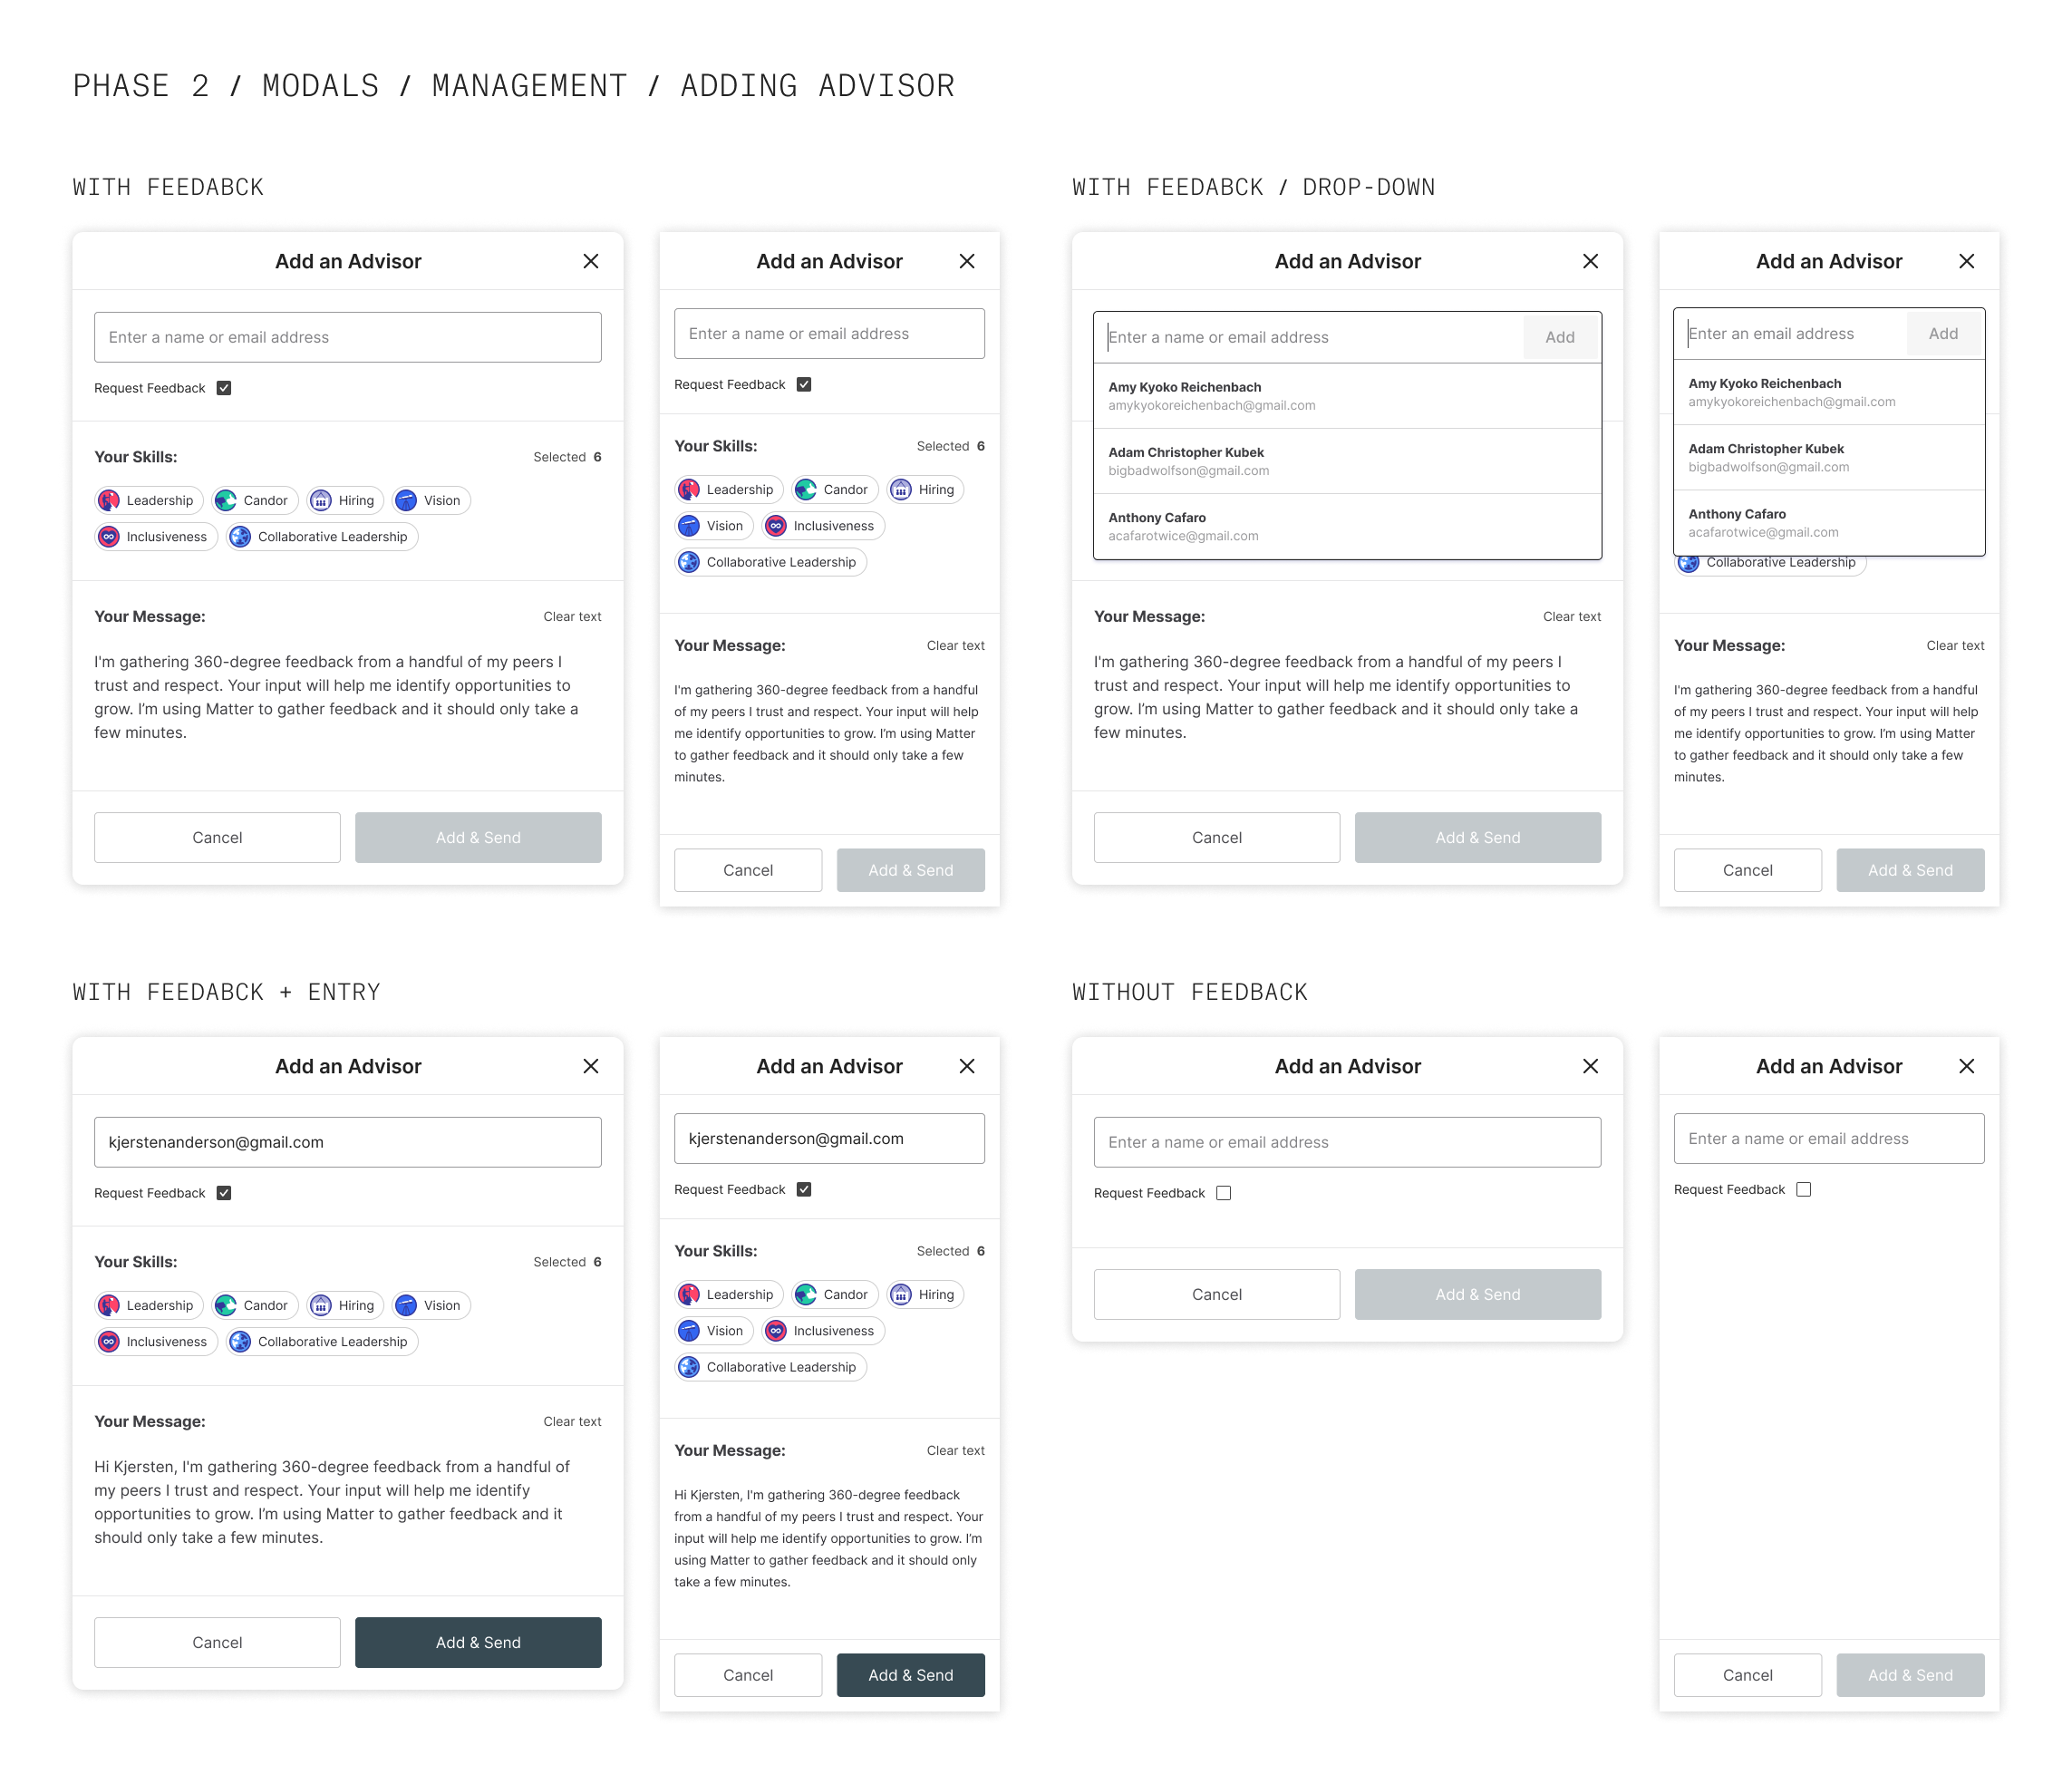 PHASE 2 / MODALS / MANAGEMENT / ADDING ADVISOR
WITH FEEDABCK
Add an Advisor
Enter a name or email address
Request Feedback
Your Skills:
Selected 6
Leadership
Candor
Hiring
Vision
Inclusiveness
Collaborative Leadership
Your Message:
Clear text
I'm gathering 360-degree feedback from a handful of my peers I
trust and respect. Your input will help me identify opportunities to
grow. I'm using Matter to gather feedback and it should only take a
few minutes.
Cancel
Add & Send
Add an Advisor
Enter a name or email address
Request Feedback
Your Skills:
Selected 6
Leadership
Candor
Hiring
Vision
Inclusiveness
Collaborative Leadership
Your Message:
Clear text
I'm gathering 360-degree feedback from a handful
of my peers I trust and respect. Your input will help
me identify opportunities to grow. I'm using Matter
to gather feedback and it should only take a few
minutes.
Cancel
Add & Send
WITH FEEDABCK / DROP-DOWN
Add an Advisor
Enter a name or email address
Add
Amy Kyoko Reichenbach
amykyokoreichenbach@gmail.com
Adam Christopher Kubek
bigbadwolfson@gmail.com
Anthony Cafaro
acafarotwice@gmail.com
Your Message:
Clear text
I'm gathering 360-degree feedback from a handful of my peers I
trust and respect. Your input will help me identify opportunities to
grow. I'm using Matter to gather feedback and it should only take a
few minutes.
Cancel
Add & Send
Add an Advisor
Enter an email address
Add
Amy Kyoko Reichenbach
amykyokoreichenbach@gmail.com
Adam Christopher Kubek
bigbadwolfson@gmail.com
Anthony Cafaro
acafarotwice@gmail.com
Collaborative Leadership
Your Message:
Clear text
I'm gathering 360-degree feedback from a handful
of my peers I trust and respect. Your input will help
me identify opportunities to grow. I'm using Matter
to gather feedback and it should only take a few
minutes.
Cancel
Add & Send
WITH FEEDABCK + ENTRY
Add an Advisor
kjerstenanderson@gmail.com
Request Feedback
Your Skills:
Selected 6
Leadership
Candor
Hiring
Vision
Inclusiveness
Collaborative Leadership
Your Message:
Clear text
Hi Kjersten, I'm gathering 360-degree feedback from a handful of
my peers I trust and respect. Your input will help me identify
opportunities to grow. I'm using Matter to gather feedback and it
should only take a few minutes.
Cancel
Add & Send
Add an Advisor
kjerstenanderson@gmail.com
Request Feedback
Your Skills:
Selected 6
Leadership
Candor
Hiring
Vision
Inclusiveness
Collaborative Leadership
Your Message:
Clear text
Hi Kjersten, I'm gathering 360-degree feedback
from a handful of my peers I trust and respect. Your
input will help me identify opportunities to grow. I'm
using Matter to gather feedback and it should only
take a few minutes.
Cancel
Add & Send
WITHOUT FEEDBACK
Add an Advisor
Enter a name or email address
Request Feedback
Cancel
Add & Send
Add an Advisor
Enter a name or email address
Request Feedback
Cancel
Add & Send